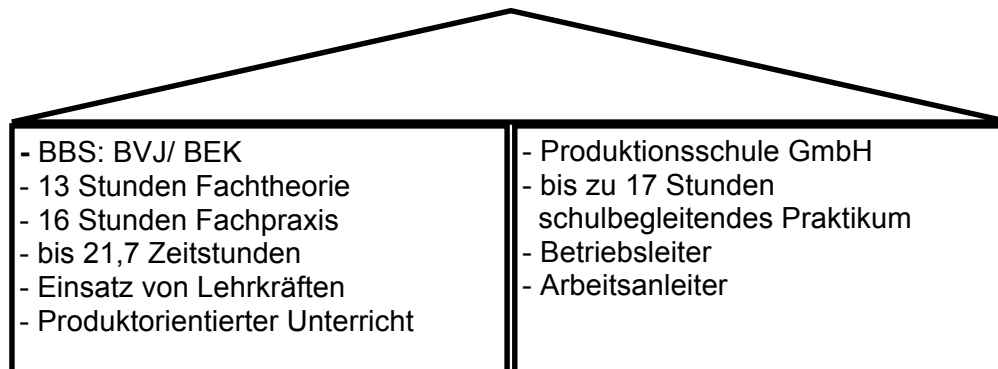 - BBS: BVJ/ BEK
- 13 Stunden Fachtheorie
- 16 Stunden Fachpraxis
- bis 21,7 Zeitstunden
- Einsatz von Lehrkräften
- Produktorientierter Unterricht
- Produktionsschule GmbH
- bis zu 17 Stunden
schulbegleitendes Praktikum
- Betriebsleiter
- Arbeitsanleiter